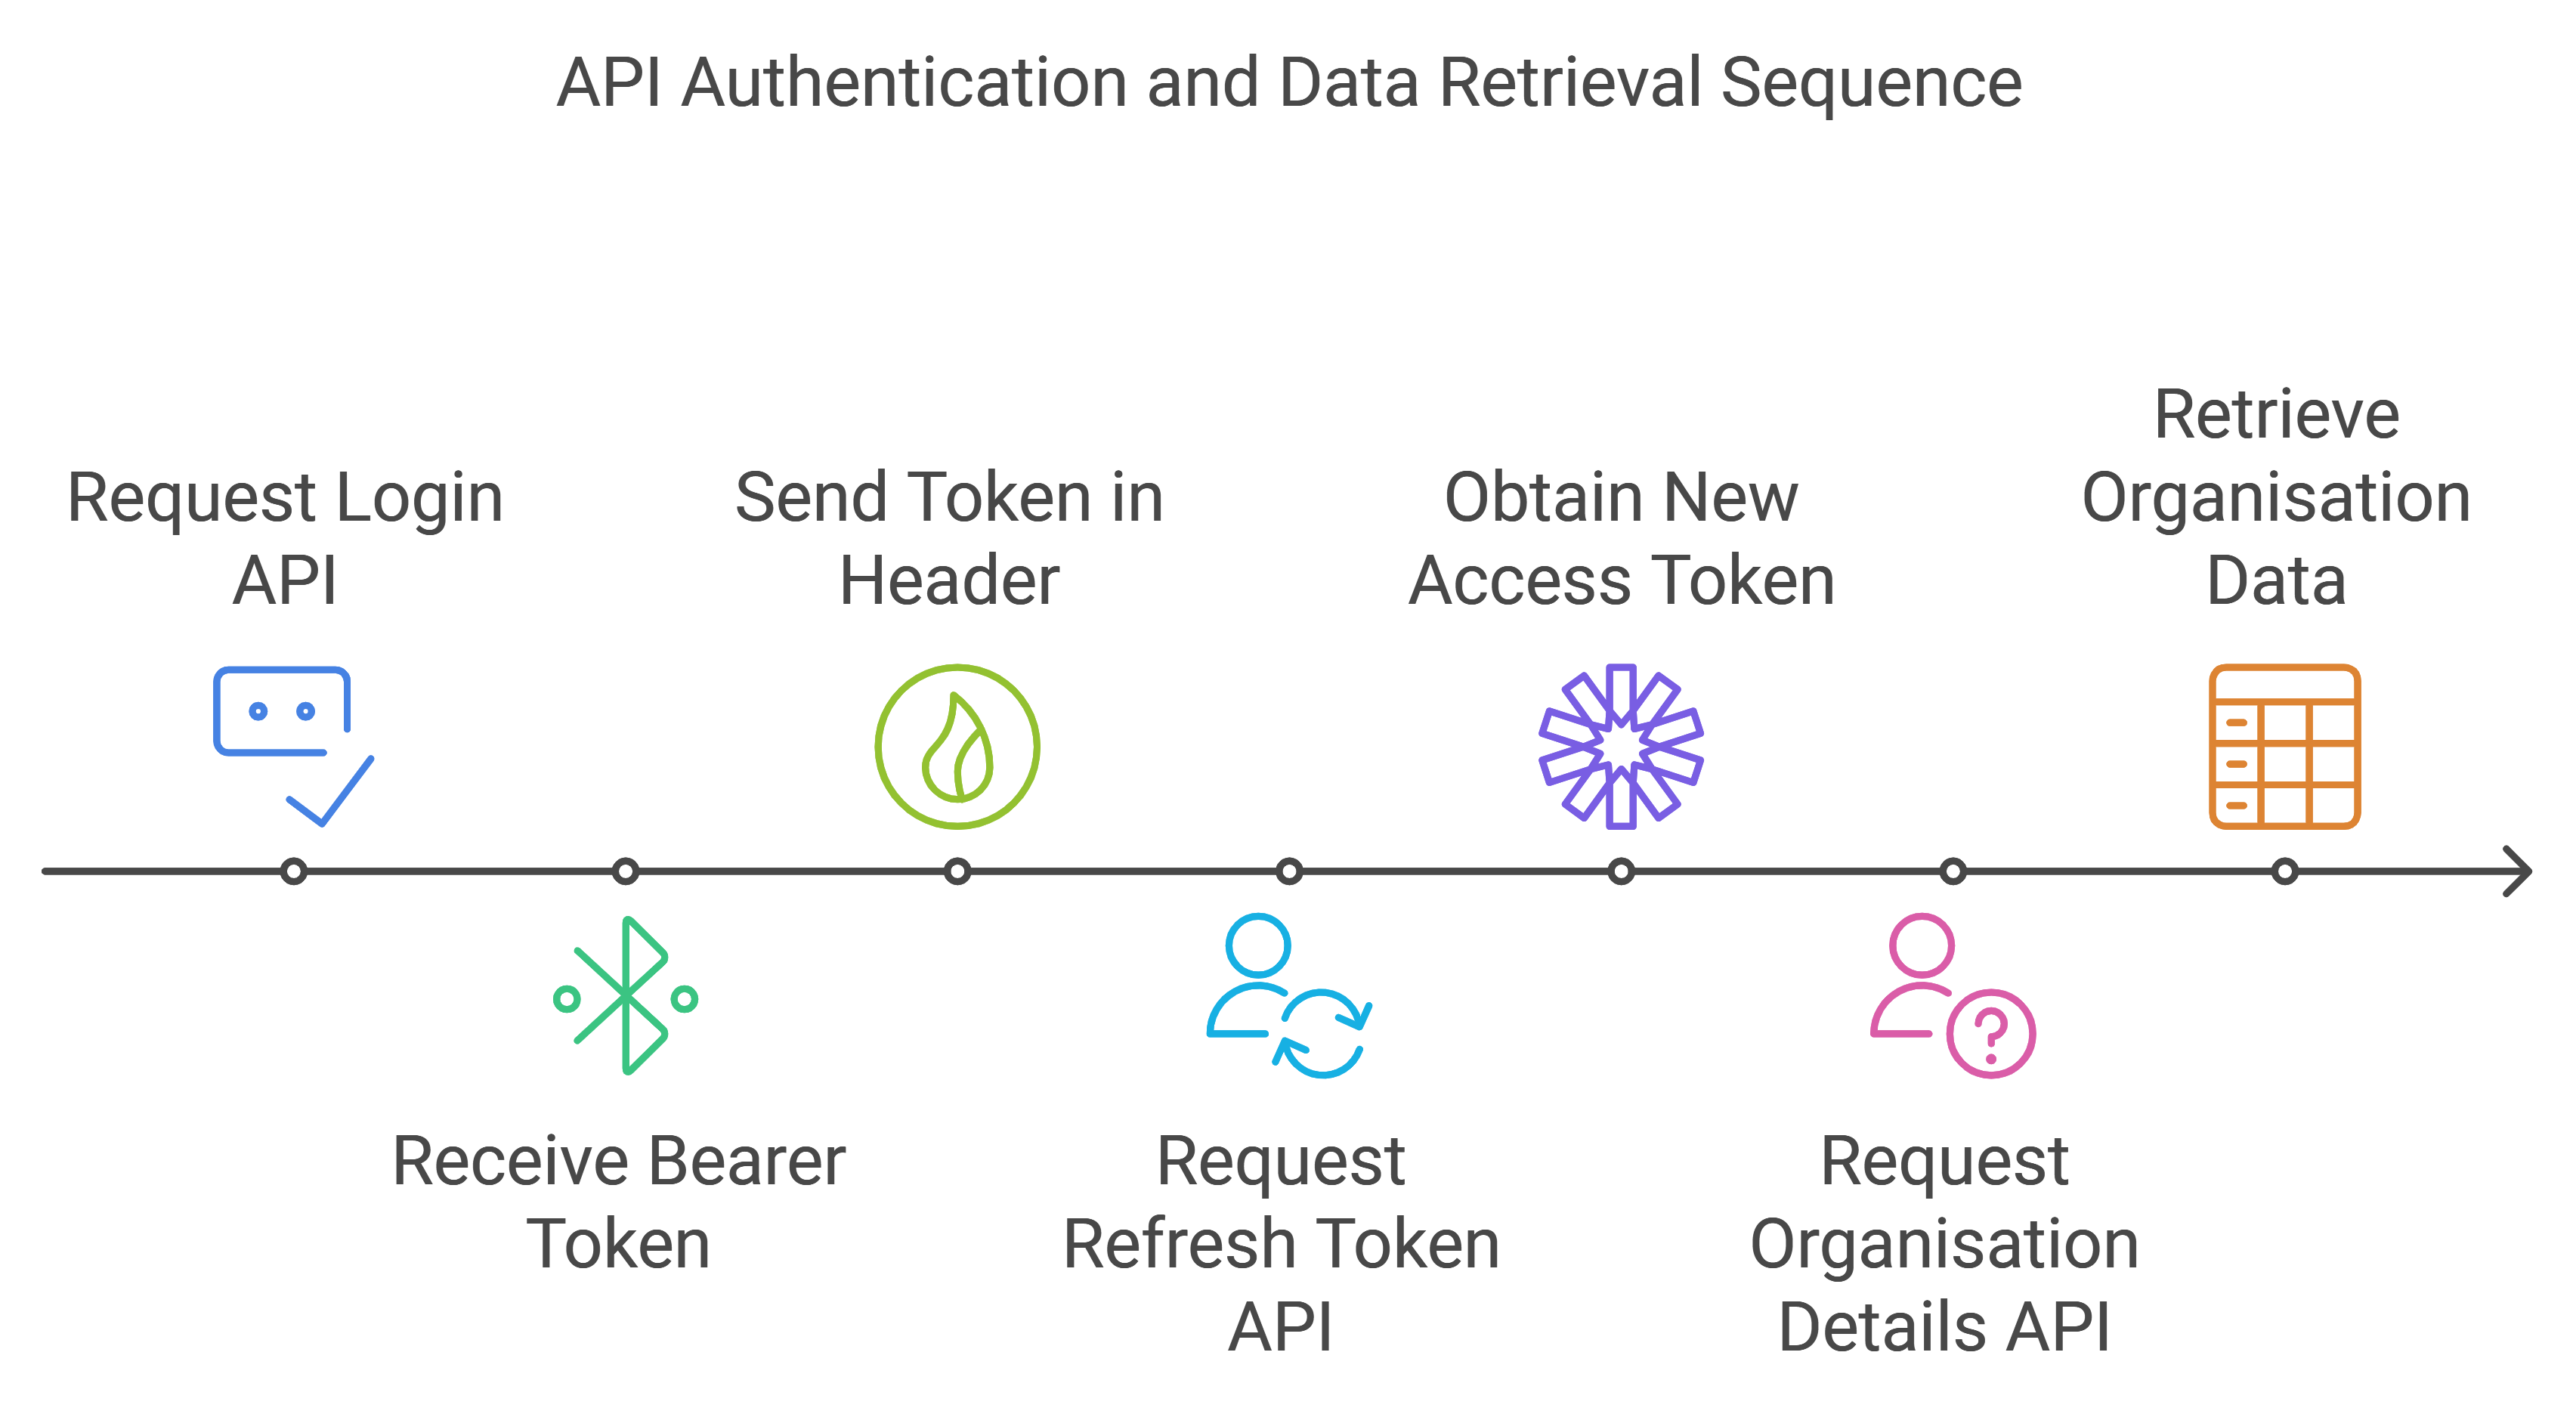 API Authentication and Data Retrieval Sequence
Request Login
API
Receive Bearer
Token
Send Token in
Header
Request
Refresh Token
API
Obtain New
Access Token
Request
Organisation
Details API
Retrieve
Organisation
Data